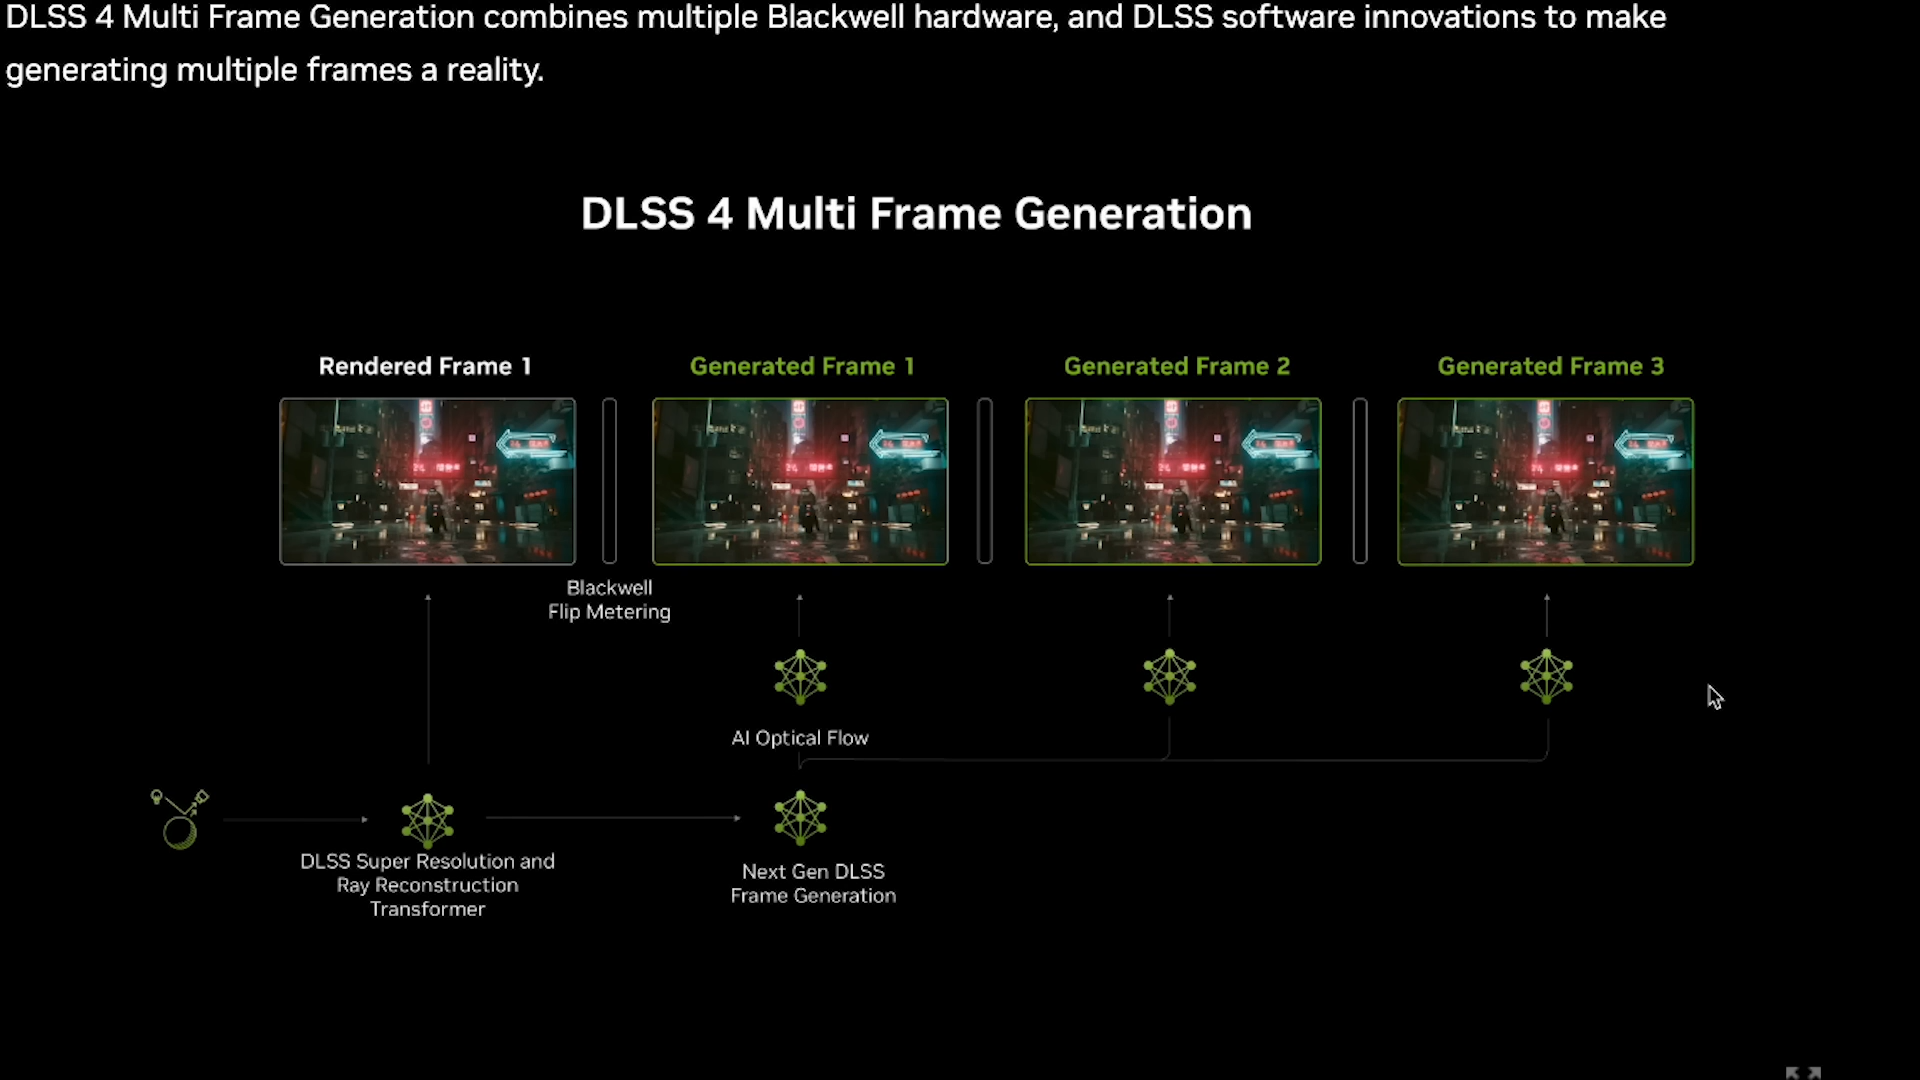 DLSS 4 Multi Frame Generation combines multiple Blackwell hardware, and DLSS software innovations to make
generating multiple frames a reality.
DLSS 4 Multi Frame Generation
Rendered Frame 1
Generated Frame 1
Generated Frame 2
Generated Frame 3
Blackwell
Flip Metering
AI Optical Flow
DLSS Super Resolution and
Ray Reconstruction
Transformer
Next Gen DLSS
Frame Generation